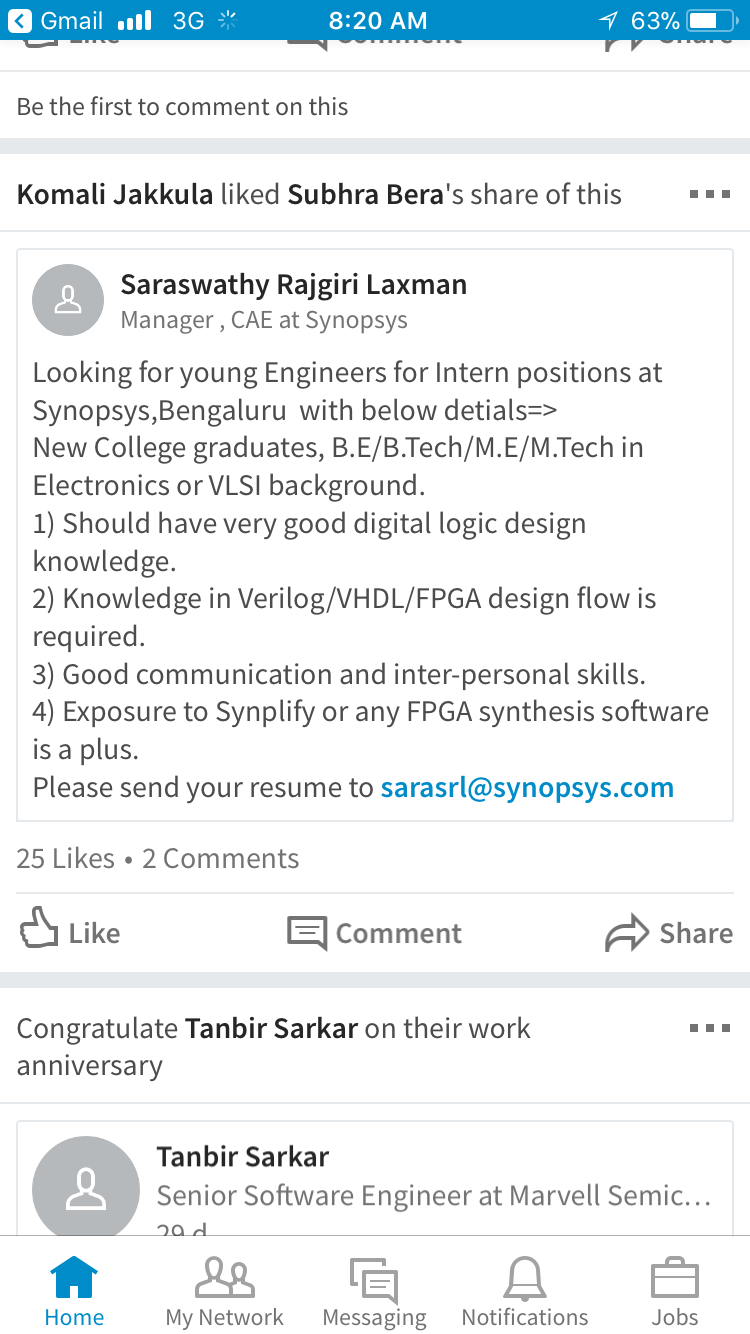 Gmail 3G 8:20 AM 63%
Like Comment Share
Be the first to comment on this
Komali Jakkula liked Subhra Bera's share of this
Saraswathy Rajgiri Laxman
Manager , CAE at Synopsys
Looking for young Engineers for Intern positions at
Synopsys,Bengaluru with below detials=>
New College graduates, B.E/B.Tech/M.E/M.Tech in
Electronics or VLSI background.
1) Should have very good digital logic design
knowledge.
2) Knowledge in Verilog/VHDL/FPGA design flow is
required.
3) Good communication and inter-personal skills.
4) Exposure to Synplify or any FPGA synthesis software
is a plus.
Please send your resume to sarasrl@synopsys.com
25 Likes • 2 Comments
Like Comment Share
Congratulate Tanbir Sarkar on their work
anniversary
Tanbir Sarkar
Senior Software Engineer at Marvell Semic...
29 d
Home My Network Messaging Notifications Jobs